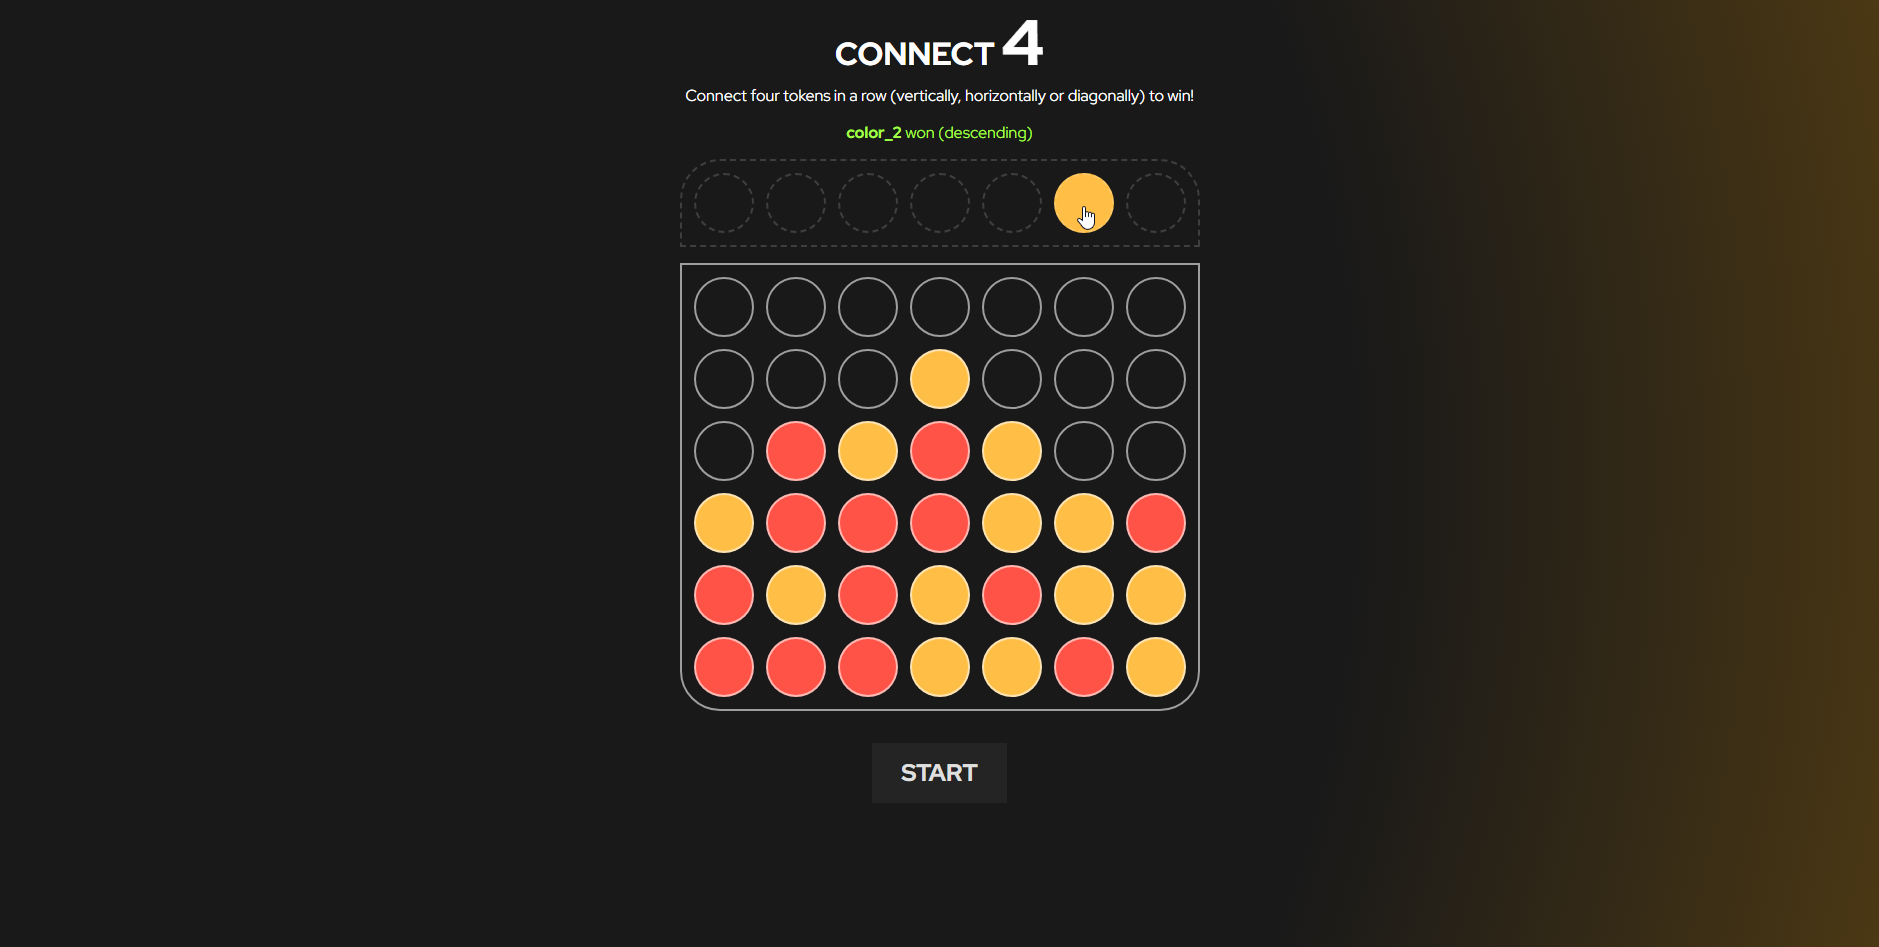 CONNECT 4
Connect four tokens in a row (vertically, horizontally or diagonally) to win!
color_2 won (descending)
START